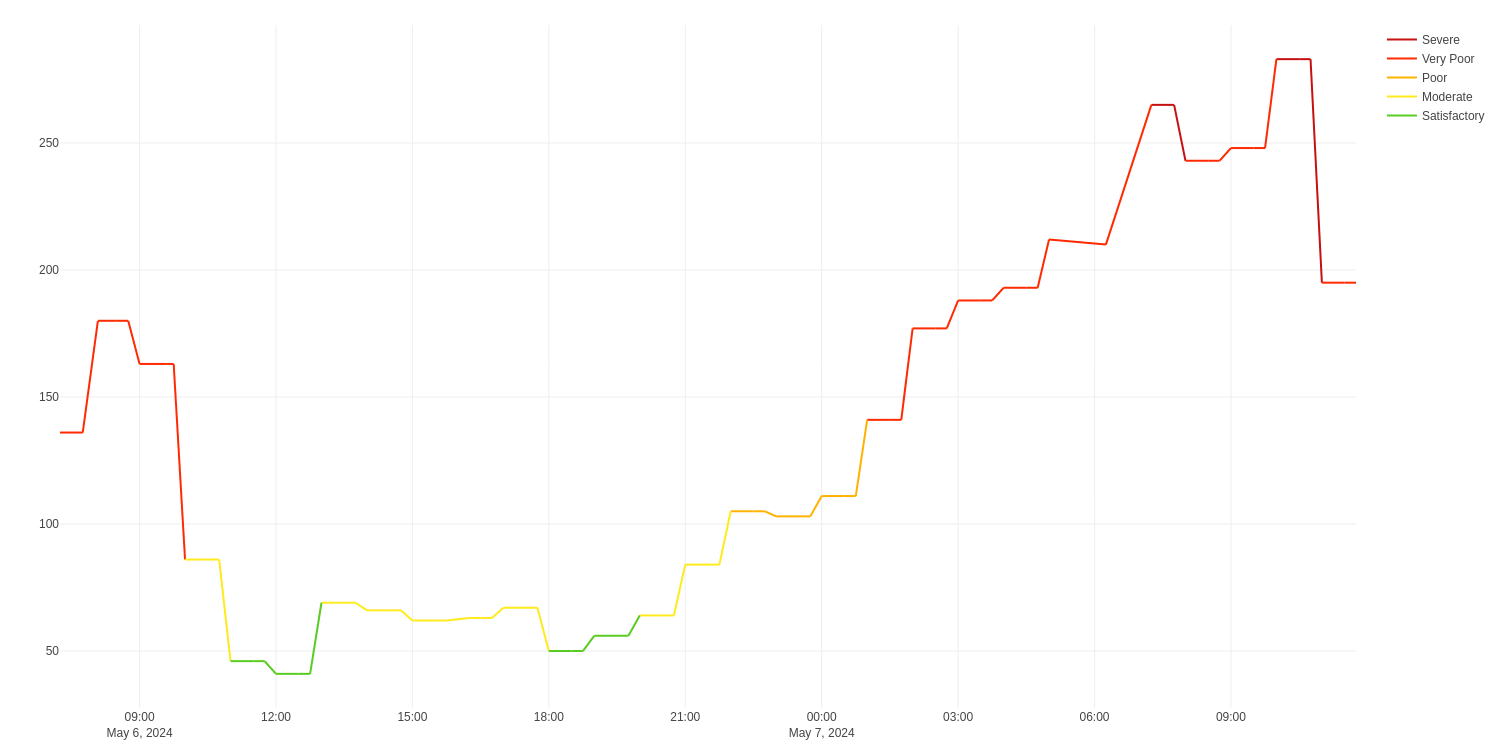 Severe
Very Poor
Poor
Moderate
Satisfactory
250
200
150
100
50
09:00
May 6, 2024
12:00
15:00
18:00
21:00
00:00
May 7, 2024
03:00
06:00
09:00